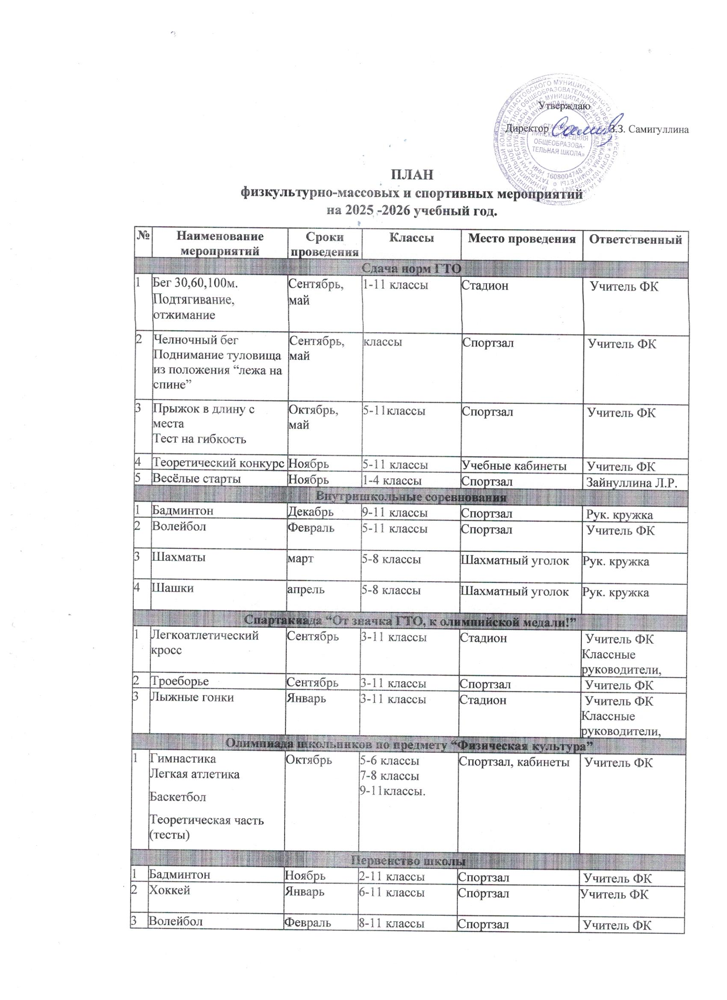 Утверждаю
Директор З.З. Самигуллина
ЛИНСКАЯ СРЕДНЯЯ
ОБЩЕОБРАЗОВА-
ТЕЛЬНАЯ ШКОЛА»
ИНН 1608004748
ПЛАН
физкультурно-массовых и спортивных мероприятий
на 2025 -2026 учебный год.
№ Наименование мероприятий Сроки проведения Классы Место проведения Ответственный
Сдача норм ГТО
1 Бег 30,60,100м. Сентябрь, 1-11 классы Стадион Учитель ФК
Подтягивание, май
отжимание
2 Челночный бег Сентябрь, классы Спортзал Учитель ФК
Поднимание туловища май
из положения “лежа на
спине”
3 Прыжок в длину с Октябрь, 5-11классы Спортзал Учитель ФК
места май
Тест на гибкость
4 Теоретический конкурс Ноябрь 5-11 классы Учебные кабинеты Учитель ФК
5 Весёлые старты Ноябрь 1-4 классы Спортзал Зайнуллина Л.Р.
Внутришкольные соревнования
1 Бадминтон Декабрь 9-11 классы Спортзал Рук. кружка
2 Волейбол Февраль 5-11 классы Спортзал Учитель ФК
3 Шахматы март 5-8 классы Шахматный уголок Рук. кружка
4 Шашки апрель 5-8 классы Шахматный уголок Рук. кружка
Спартакиада “От значка ГТО, к олимпийской медали!”
1 Легкоатлетический Сентябрь 3-11 классы Стадион Учитель ФК
кросс Классные
руководители,
2 Троеборье Сентябрь 3-11 классы Спортзал Учитель ФК
3 Лыжные гонки Январь 3-11 классы Стадион Учитель ФК
Классные
руководители,
Олимпиада школьников по предмету “Физическая культура”
1 Гимнастика Октябрь 5-6 классы Спортзал, кабинеты Учитель ФК
Легкая атлетика 7-8 классы
Баскетбол 9-11классы.
Теоретическая часть
(тесты)
Первенство школы
1 Бадминтон Ноябрь 2-11 классы Спортзал Учитель ФК
2 Хоккей Январь 6-11 классы Спортзал Учитель ФК
3 Волейбол Февраль 8-11 классы Спортзал Учитель ФК